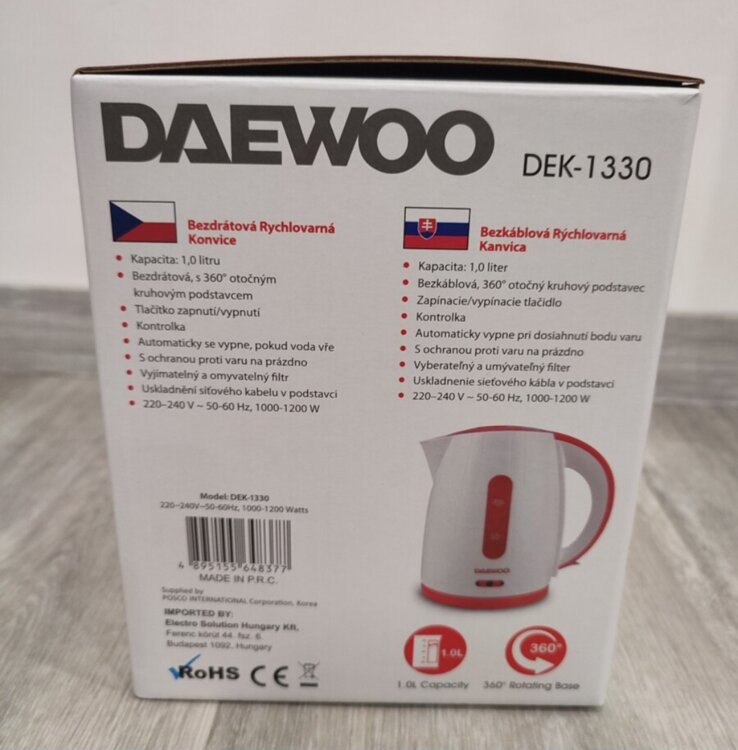 DAEWOO
DEK-1330
Bezdrátová Rychlovarná
Konvice
Kapacita: 1,0 litru
Bezdrátová, s 360° otočným
kruhovým podstavcem
Tlačítko zapnutí/vypnutí
Kontrolka
Automaticky se vypne, pokud voda vře
S ochranou proti varu na prázdno
Vyjímatelný a omyvatelný filtr
Uskladnění síťového kabelu v podstavci
220–240 V ~ 50-60 Hz, 1000-1200 W
Bezkáblová Rýchlovarná
Kanvica
Kapacita: 1,0 liter
Bezkáblová, 360° otočný kruhový podstavec
Zapínacie/vypínacie tlačidlo
Kontrolka
Automaticky vypne pri dosiahnutí bodu varu
S ochranou proti varu na prázdno
Vyberateľný a umývateľný filter
Uskladnenie sieťového kábla v podstavci
220–240 V ~ 50-60 Hz, 1000-1200 W
Model: DEK-1330
220~240V~50-60Hz, 1000-1200 Watts
4 895155 648377
MADE IN P.R.C.
Supplied by
POSCO INTERNATIONAL Corporation, Korea
IMPORTED BY:
Electro Solution Hungary Kft,
Ferenc körút 44. fsz. 6.
Budapest 1092, Hungary
RoHS CE
DAEWOO
1.0L
1.0L Capacity
360°
360° Rotating Base